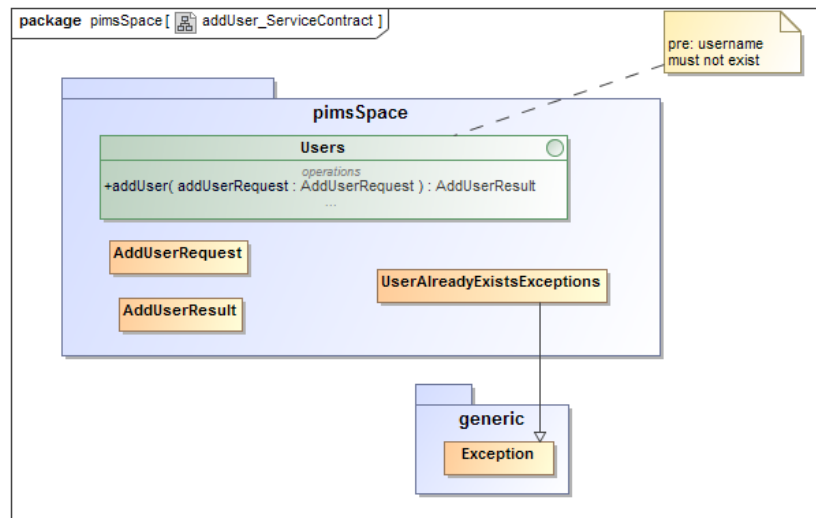 package pimsSpace [ addUser_ServiceContract ]
pre: username
must not exist
pimsSpace
Users
operations
+addUser( addUserRequest : AddUserRequest ) : AddUserResult
...
AddUserRequest
UserAlreadyExistsExceptions
AddUserResult
generic
Exception